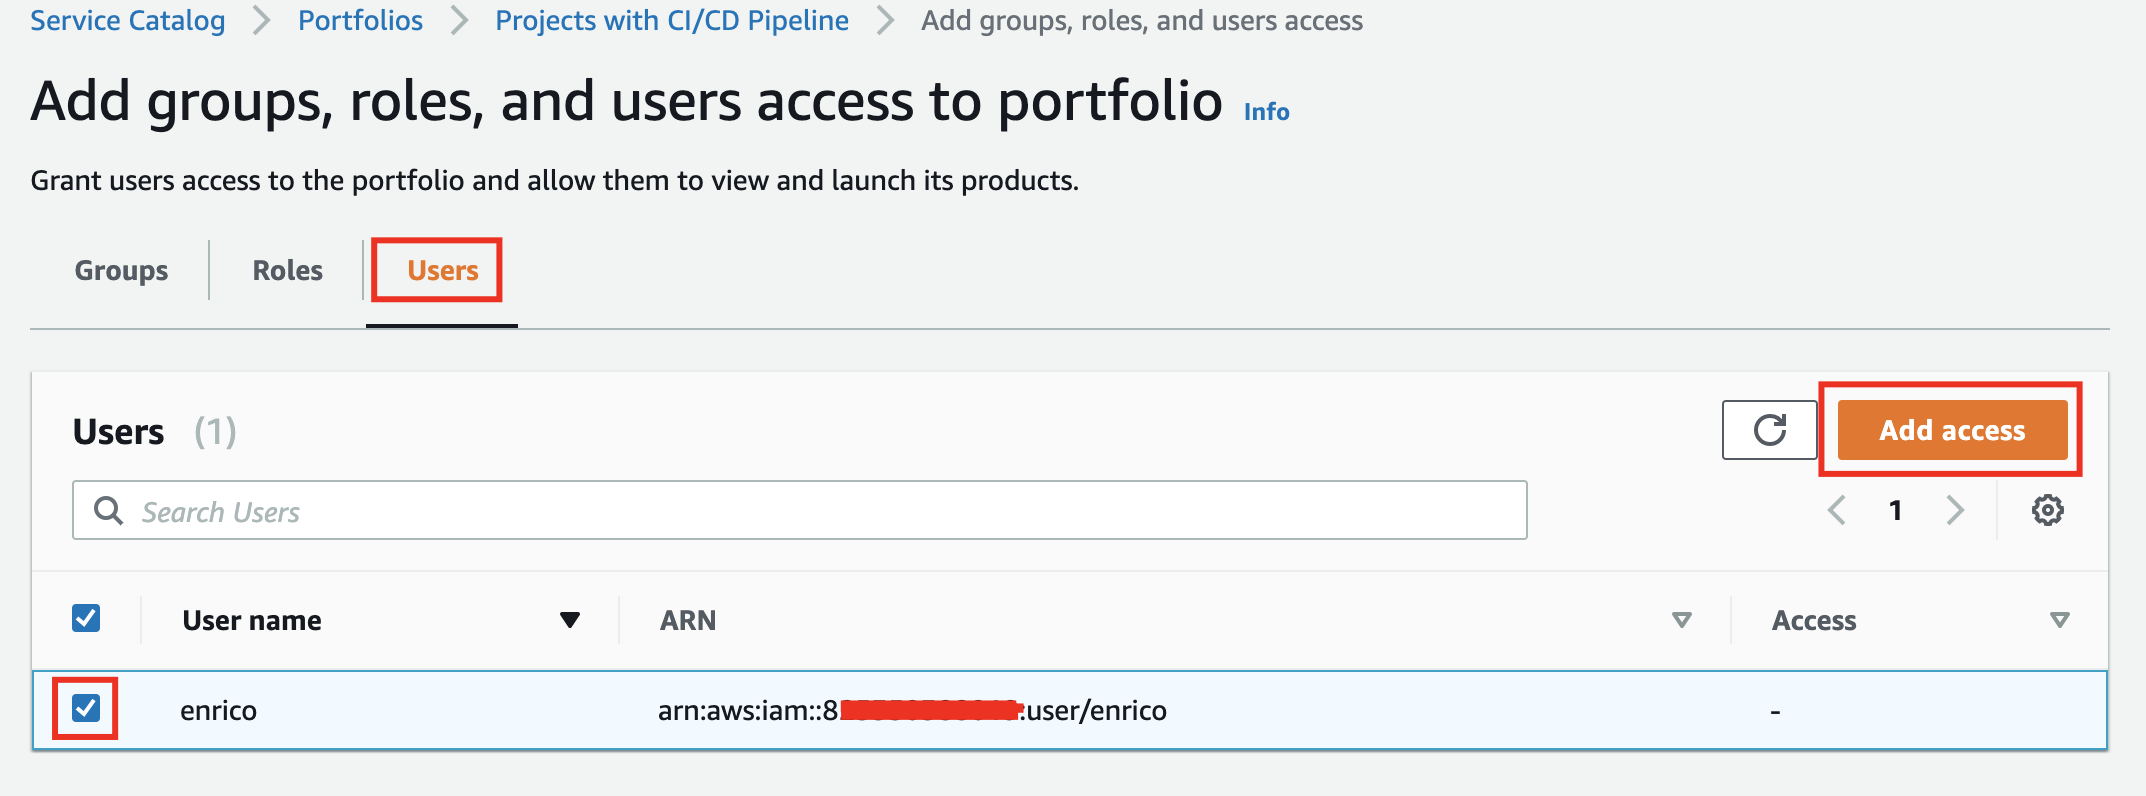 Service Catalog Portfolios Projects with CI/CD Pipeline Add groups, roles, and users access
Add groups, roles, and users access to portfolio Info
Grant users access to the portfolio and allow them to view and launch its products.
Groups Roles Users
Users (1) Add access
Search Users 1
User name ARN Access
enrico arn:aws:iam::8 :user/enrico -